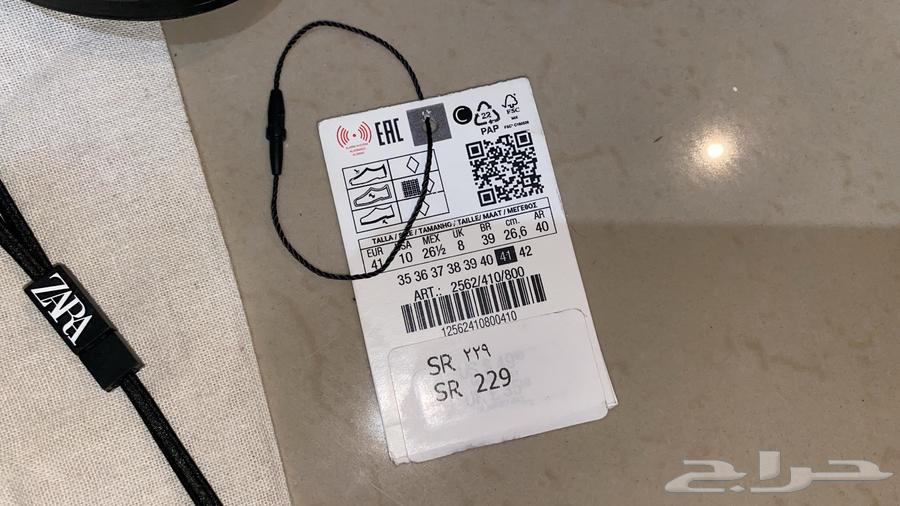 EAC
22
PAP
FSC
TALLA / SIZE / TAMANHO / TAILLE / MAAT / ΜΕΓΕΘΟΣ
EUR USA MEX UK BR cm. AR
41 10 26½ 8 39 26,6 40
35 36 37 38 39 40 41 42
ART.: 2562/410/800
12562410800410
SR ٢٢٩
SR 229
ZARA
حراج